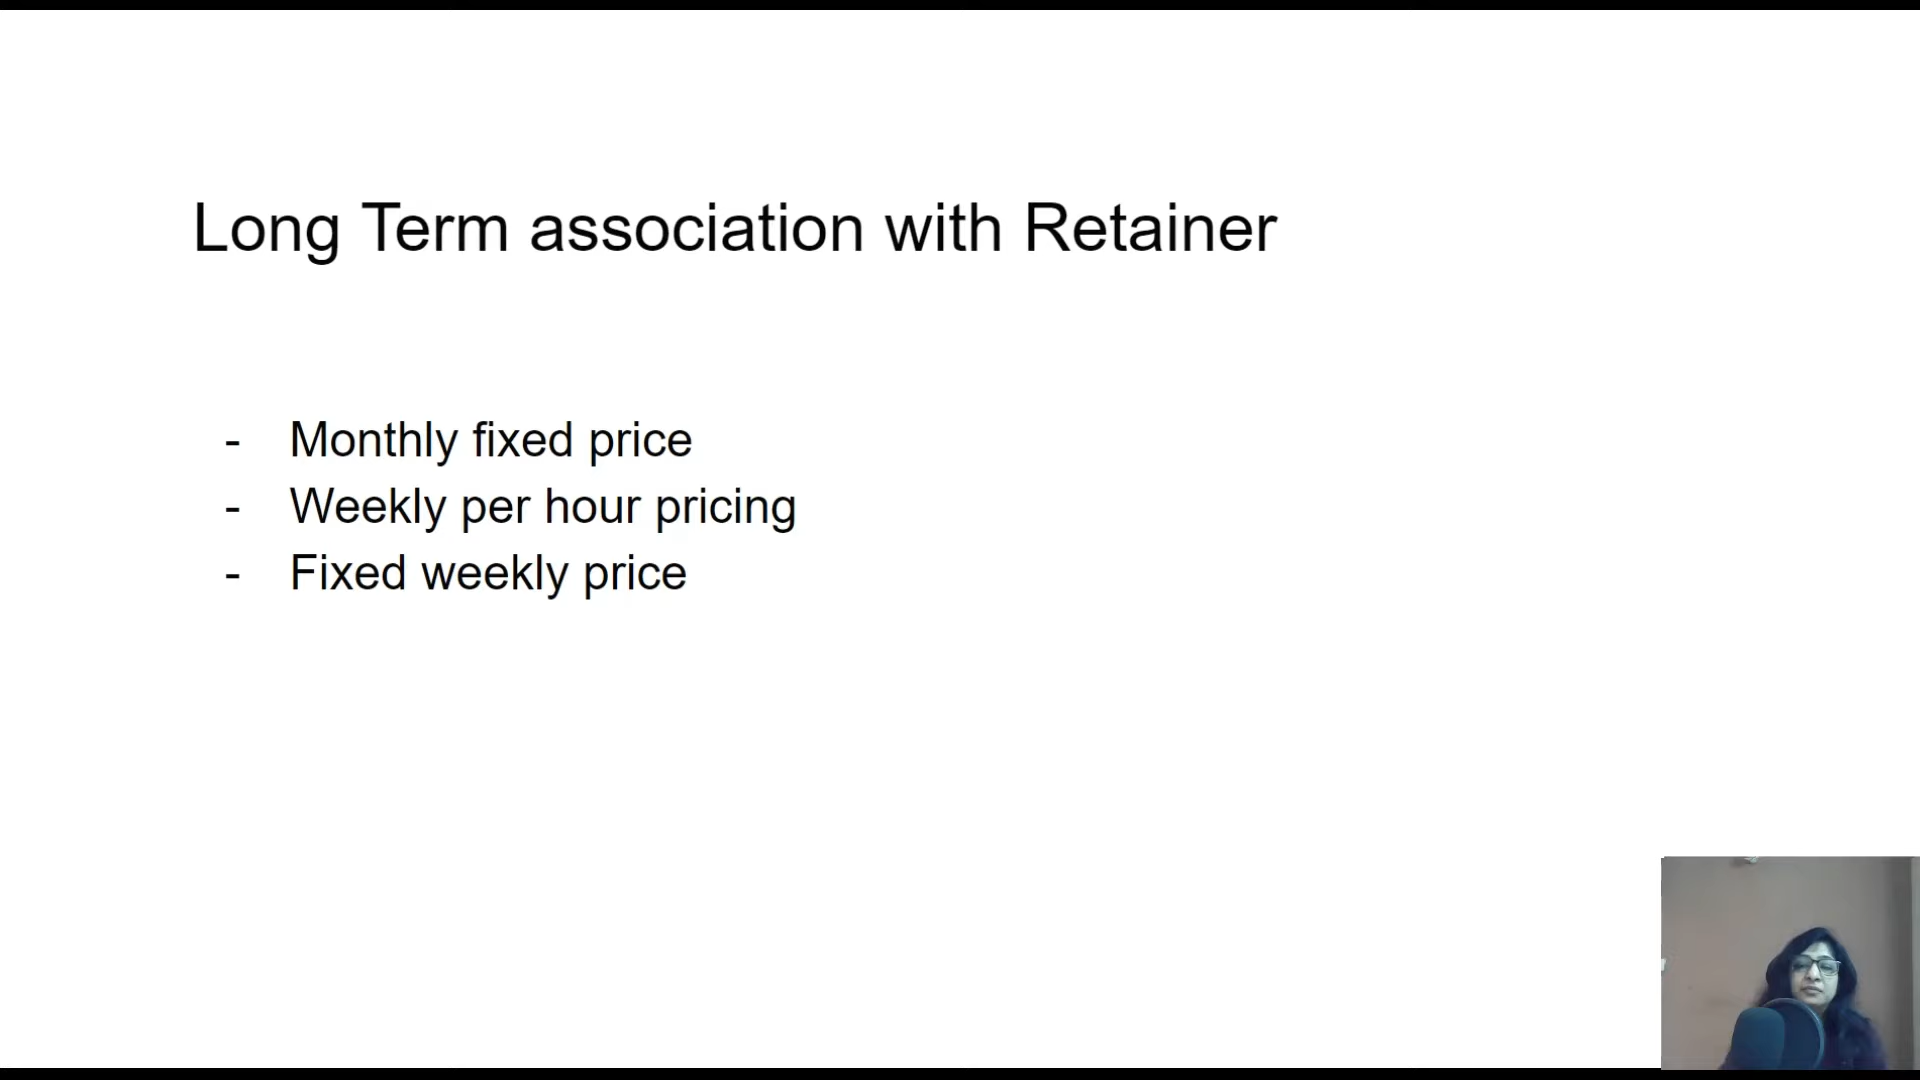 Long Term association with Retainer
- Monthly fixed price
- Weekly per hour pricing
- Fixed weekly price